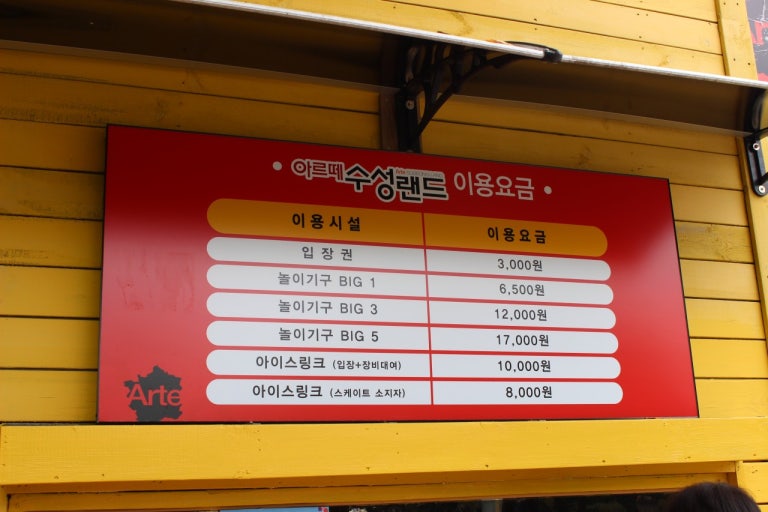 • 아르떼 수성랜드 이용요금 •
이용시설 이용요금
입장권 3,000원
놀이기구 BIG 1 6,500원
놀이기구 BIG 3 12,000원
놀이기구 BIG 5 17,000원
아이스링크 (입장+장비대여) 10,000원
아이스링크 (스케이트 소지자) 8,000원
Arte